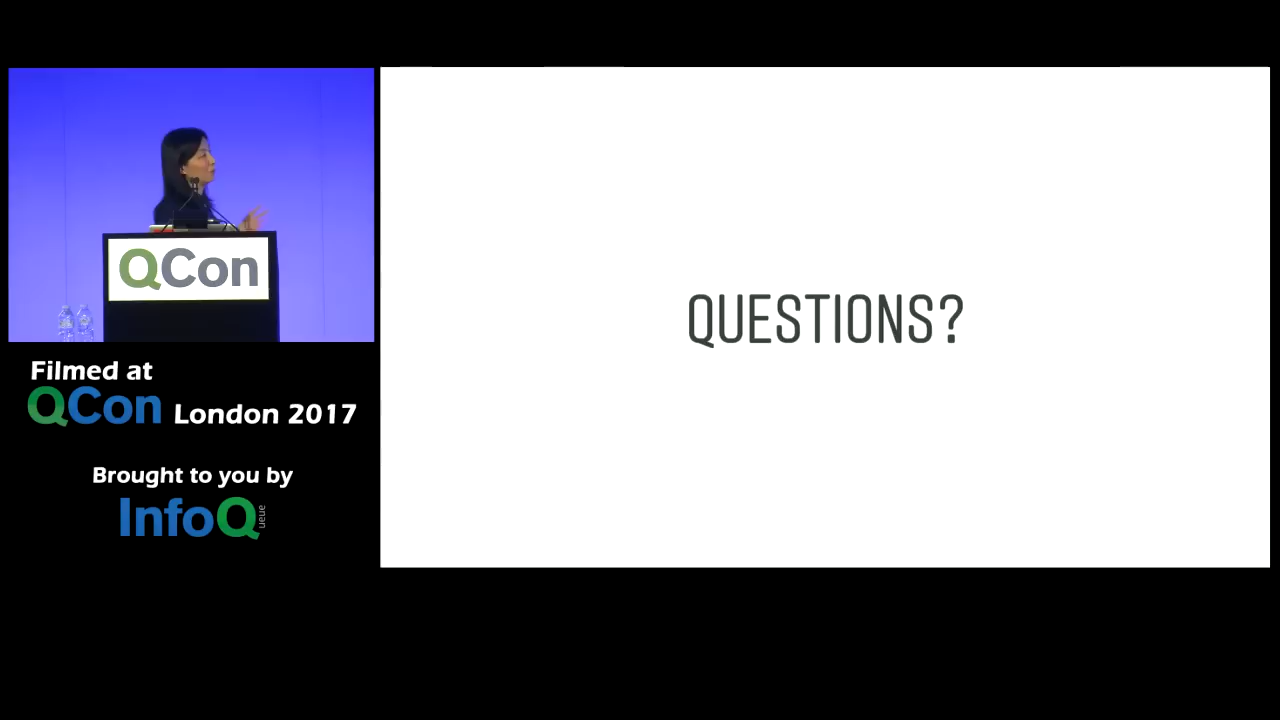 QCon
Filmed at
QCon London 2017
Brought to you by
InfoQ
ueue
QUESTIONS?